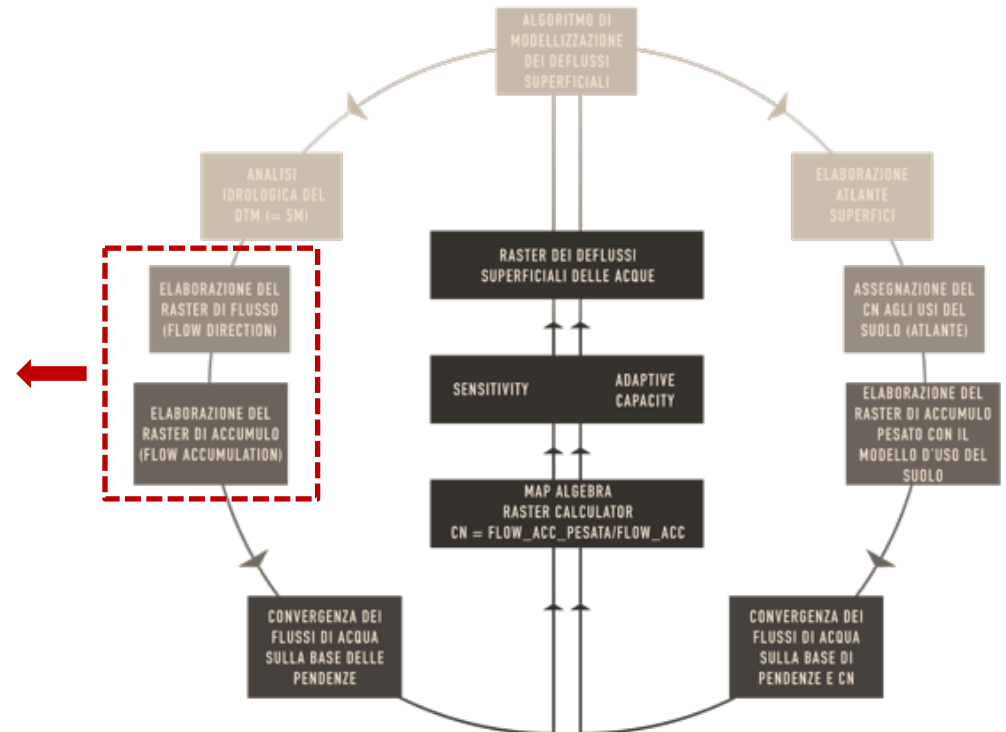 ALGORITMO DI
MODELLIZZAZIONE
DEI DEFLUSSI
SUPERFICIALI
ANALISI
IDROLOGICA DEL
DTM (= 5M)
ELABORAZIONE
ATLANTE
SUPERFICI
RASTER DEI DEFLUSSI
SUPERFICIALI DELLE ACQUE
ELABORAZIONE DEL
RASTER DI FLUSSO
(FLOW DIRECTION)
ASSEGNAZIONE DEL
CN AGLI USI DEL
SUOLO (ATLANTE)
SENSITIVITY
ADAPTIVE
CAPACITY
ELABORAZIONE DEL
RASTER DI ACCUMULO
(FLOW ACCUMULATION)
ELABORAZIONE DEL
RASTER DI ACCUMULO
PESATO CON IL
MODELLO D'USO DEL
SUOLO
MAP ALGEBRA
RASTER CALCULATOR
CN = FLOW_ACC_PESATA/FLOW_ACC
CONVERGENZA DEI
FLUSSI DI ACQUA
SULLA BASE DELLE
PENDENZE
CONVERGENZA DEI
FLUSSI DI ACQUA
SULLA BASE DI
PENDENZE E CN